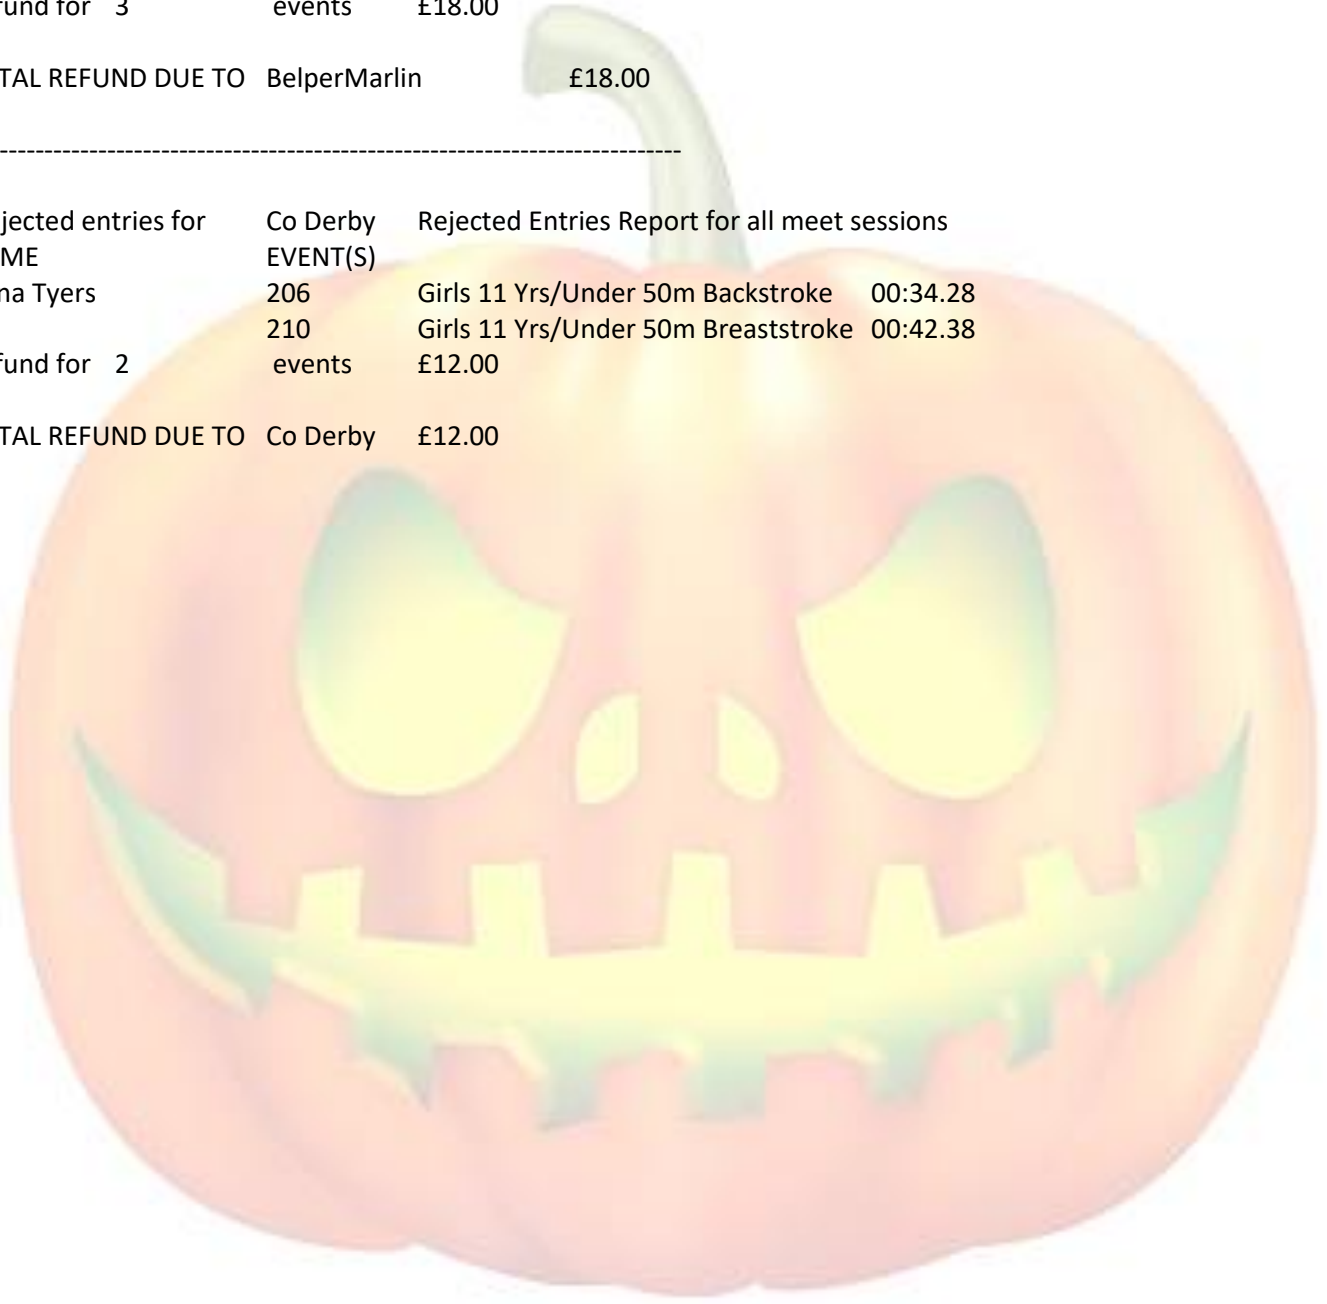 fund for 3 events £18.00
TAL REFUND DUE TO BelperMarlin £18.00
--------------------------------------------------------------------------------
jected entries for Co Derby Rejected Entries Report for all meet sessions
ME EVENT(S)
na Tyers 206 Girls 11 Yrs/Under 50m Backstroke 00:34.28
210 Girls 11 Yrs/Under 50m Breaststroke 00:42.38
fund for 2 events £12.00
TAL REFUND DUE TO Co Derby £12.00